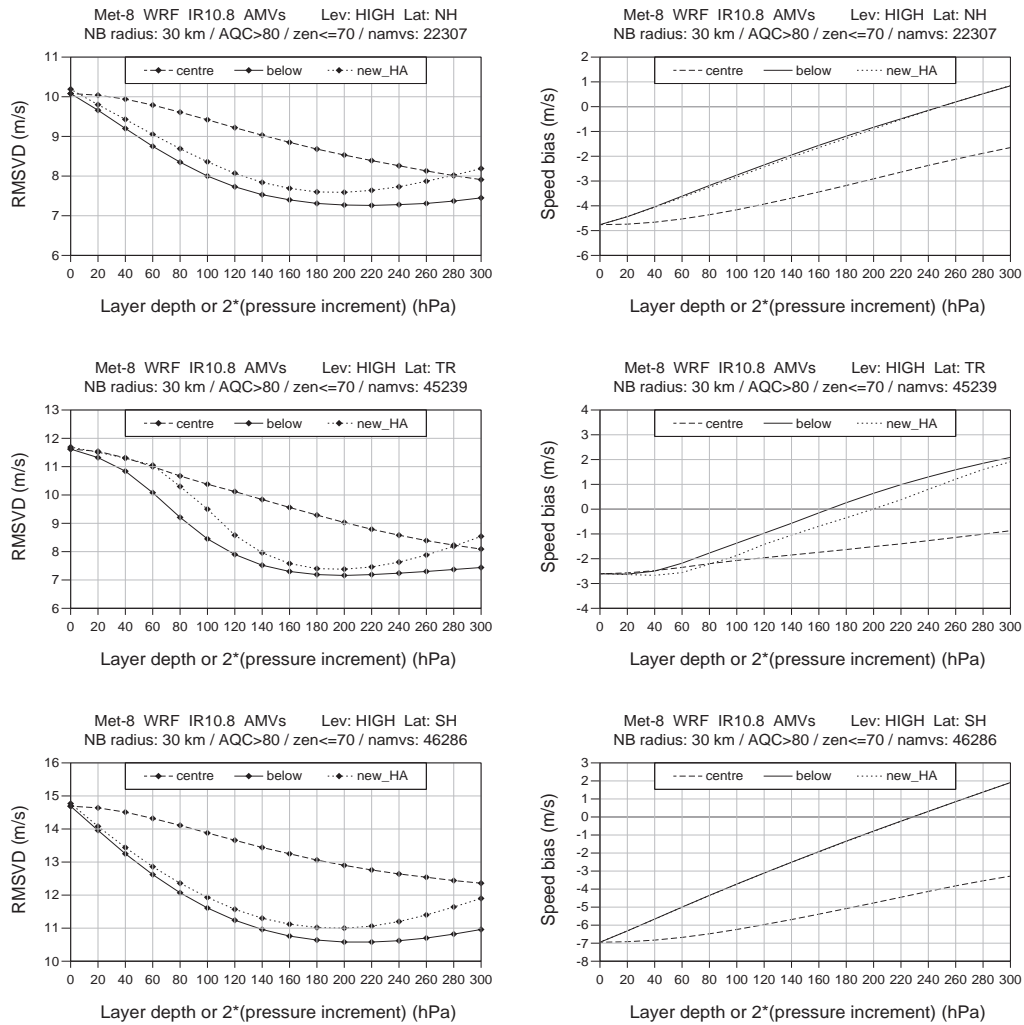 Met-8 WRF IR10.8 AMVs Lev: HIGH Lat: NH
NB radius: 30 km / AQC>80 / zen<=70 / namvs: 22307
centre below new_HA
RMSVD (m/s)
11
10
9
8
7
6
0 20 40 60 80 100 120 140 160 180 200 220 240 260 280 300
Layer depth or 2*(pressure increment) (hPa)
Met-8 WRF IR10.8 AMVs Lev: HIGH Lat: NH
NB radius: 30 km / AQC>80 / zen<=70 / namvs: 22307
centre below new_HA
Speed bias (m/s)
2
1
0
-1
-2
-3
-4
-5
-6
0 20 40 60 80 100 120 140 160 180 200 220 240 260 280 300
Layer depth or 2*(pressure increment) (hPa)
Met-8 WRF IR10.8 AMVs Lev: HIGH Lat: TR
NB radius: 30 km / AQC>80 / zen<=70 / namvs: 45239
centre below new_HA
RMSVD (m/s)
13
12
11
10
9
8
7
6
0 20 40 60 80 100 120 140 160 180 200 220 240 260 280 300
Layer depth or 2*(pressure increment) (hPa)
Met-8 WRF IR10.8 AMVs Lev: HIGH Lat: TR
NB radius: 30 km / AQC>80 / zen<=70 / namvs: 45239
centre below new_HA
Speed bias (m/s)
4
3
2
1
0
-1
-2
-3
-4
0 20 40 60 80 100 120 140 160 180 200 220 240 260 280 300
Layer depth or 2*(pressure increment) (hPa)
Met-8 WRF IR10.8 AMVs Lev: HIGH Lat: SH
NB radius: 30 km / AQC>80 / zen<=70 / namvs: 46286
centre below new_HA
RMSVD (m/s)
16
15
14
13
12
11
10
0 20 40 60 80 100 120 140 160 180 200 220 240 260 280 300
Layer depth or 2*(pressure increment) (hPa)
Met-8 WRF IR10.8 AMVs Lev: HIGH Lat: SH
NB radius: 30 km / AQC>80 / zen<=70 / namvs: 46286
centre below new_HA
Speed bias (m/s)
3
2
1
0
-1
-2
-3
-4
-5
-6
-7
-8
0 20 40 60 80 100 120 140 160 180 200 220 240 260 280 300
Layer depth or 2*(pressure increment) (hPa)